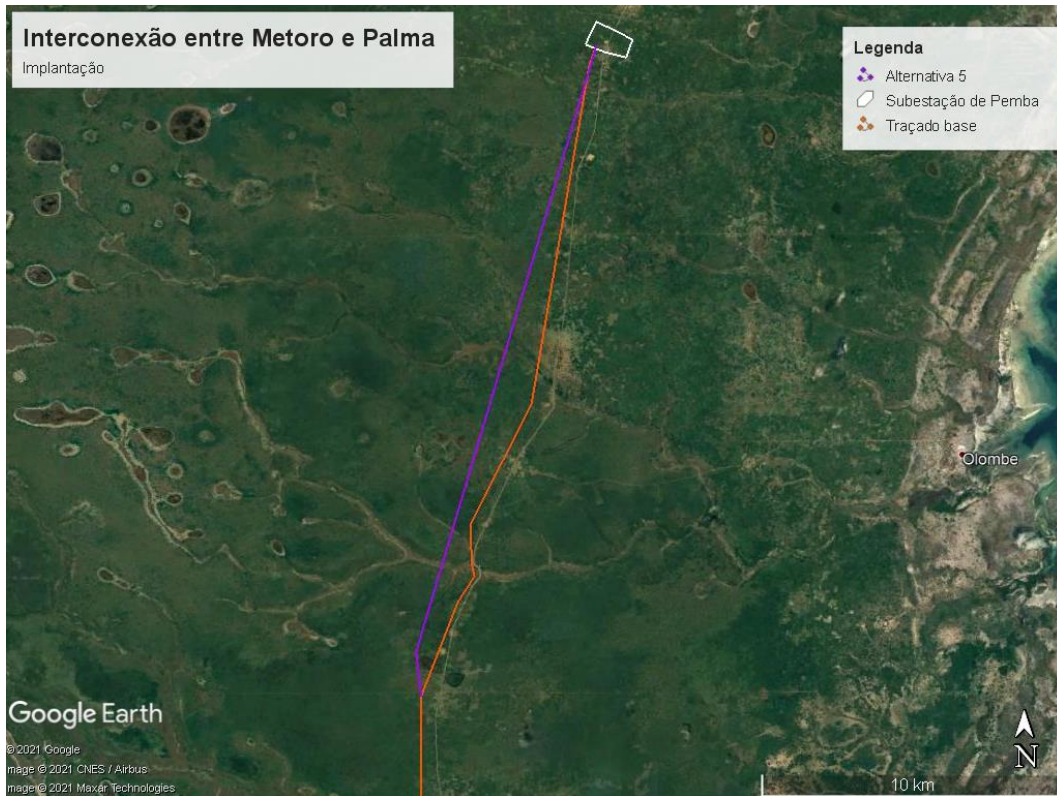 Interconexão entre Metoro e Palma
Implantação
Legenda
Alternativa 5
Subestação de Pemba
Traçado base
Olombe
Google Earth
© 2021 Google
mage © 2021 CNES / Airbus
mage © 2021 Maxar Technologies
N
10 km